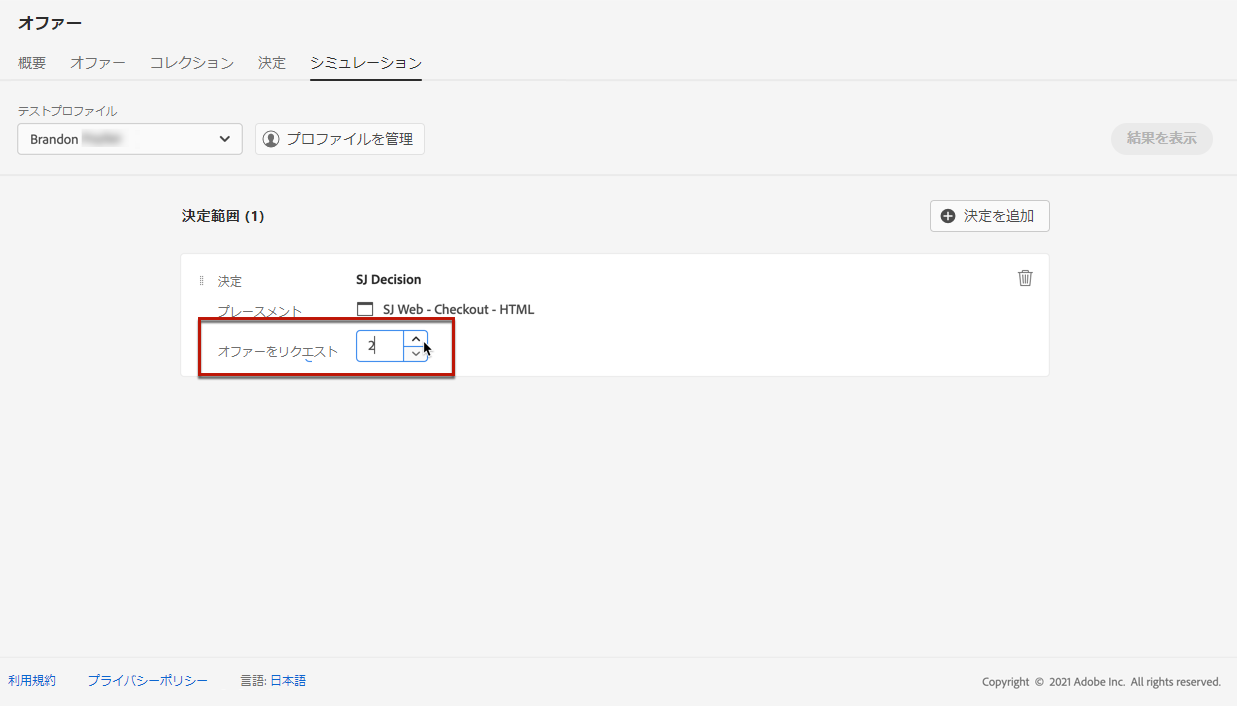 オファー
概要 オファー コレクション 決定 シミュレーション
テストプロファイル
Brandon
プロファイルを管理
結果を表示
決定範囲 (1)
決定を追加
決定 SJ Decision
プレースメント SJ Web - Checkout - HTML
オファーをリクエスト 2
利用規約 プライバシーポリシー 言語: 日本語 Copyright © 2021 Adobe Inc. All rights reserved.